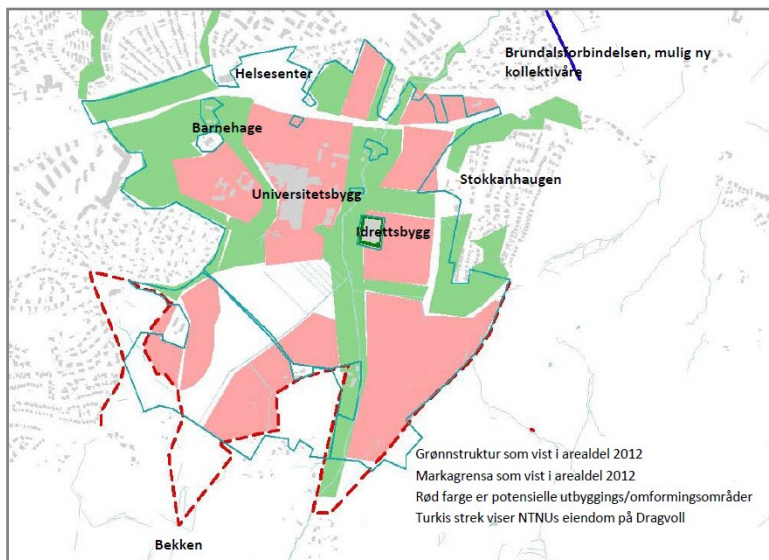 Brundalsforbindelsen, mulig ny
kollektivåre
Helsesenter
Barnehage
Stokkanhaugen
Universitetsbygg
Idrettsbygg
Grønnstruktur som vist i arealdel 2012
Markagrensa som vist i arealdel 2012
Rød farge er potensielle utbyggings/omformingsområder
Turkis strek viser NTNUs eiendom på Dragvoll
Bekken